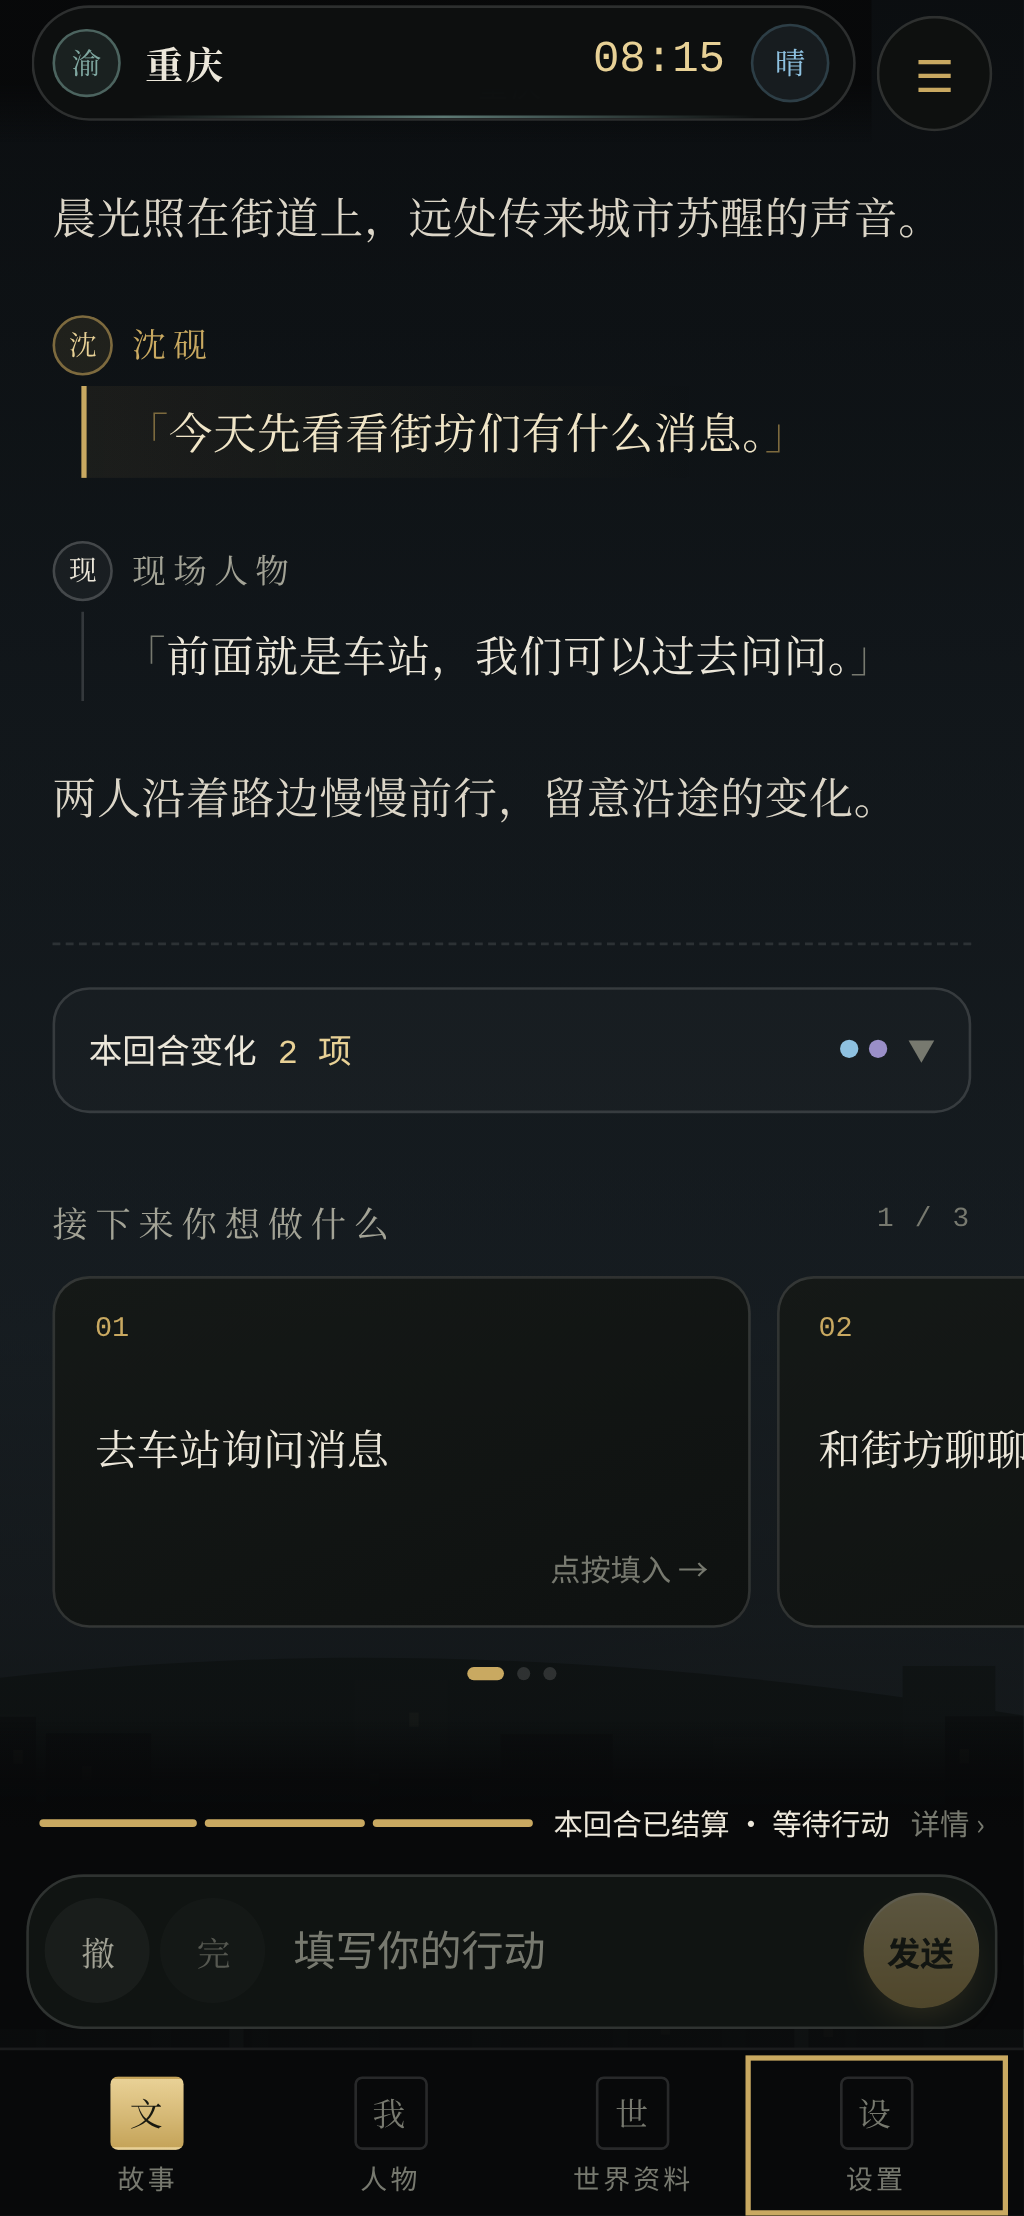 渝 重庆 08:15 晴 ☰
晨光照在街道上，远处传来城市苏醒的声音。
沈 沈砚
「今天先看看街坊们有什么消息。」
现 现场人物
「前面就是车站，我们可以过去问问。」
两人沿着路边慢慢前行，留意沿途的变化。
本回合变化 2 项 ▼
接下来你想做什么 1 / 3
01 02
去车站询问消息 和街坊聊聊
点按填入 →
本回合已结算 · 等待行动 详情 ›
撤 完 填写你的行动 发送
文 我 世 设
故事 人物 世界资料 设置